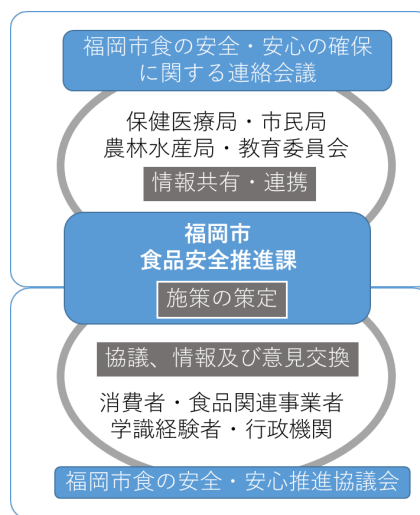 福岡市食の安全・安心の確保
に関する連絡会議
保健医療局・市民局
農林水産局・教育委員会
情報共有・連携
福岡市
食品安全推進課
施策の策定
協議、情報及び意見交換
消費者・食品関連事業者
学識経験者・行政機関
福岡市食の安全・安心推進協議会